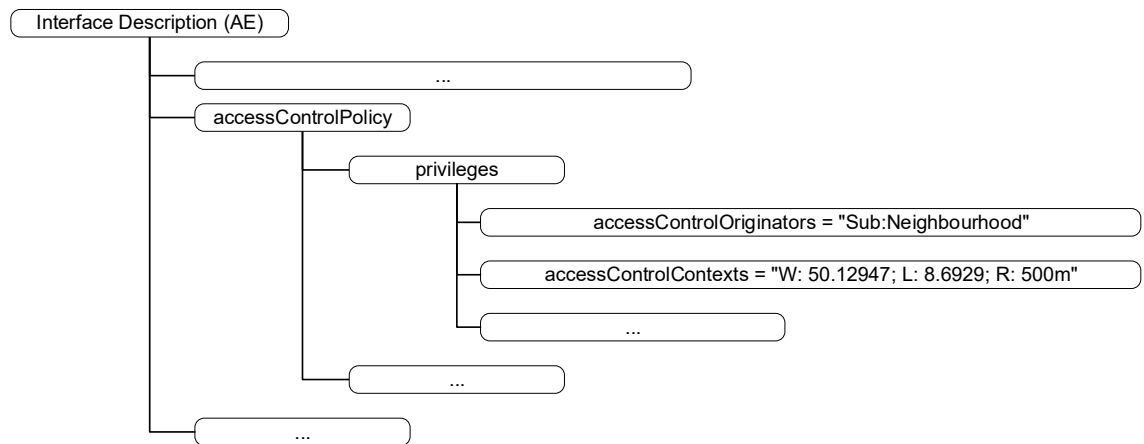 Interface Description (AE)
...
accessControlPolicy
privileges
accessControlOriginators = "Sub:Neighbourhood"
accessControlContexts = "W: 50.12947; L: 8.6929; R: 500m"
...
...
...